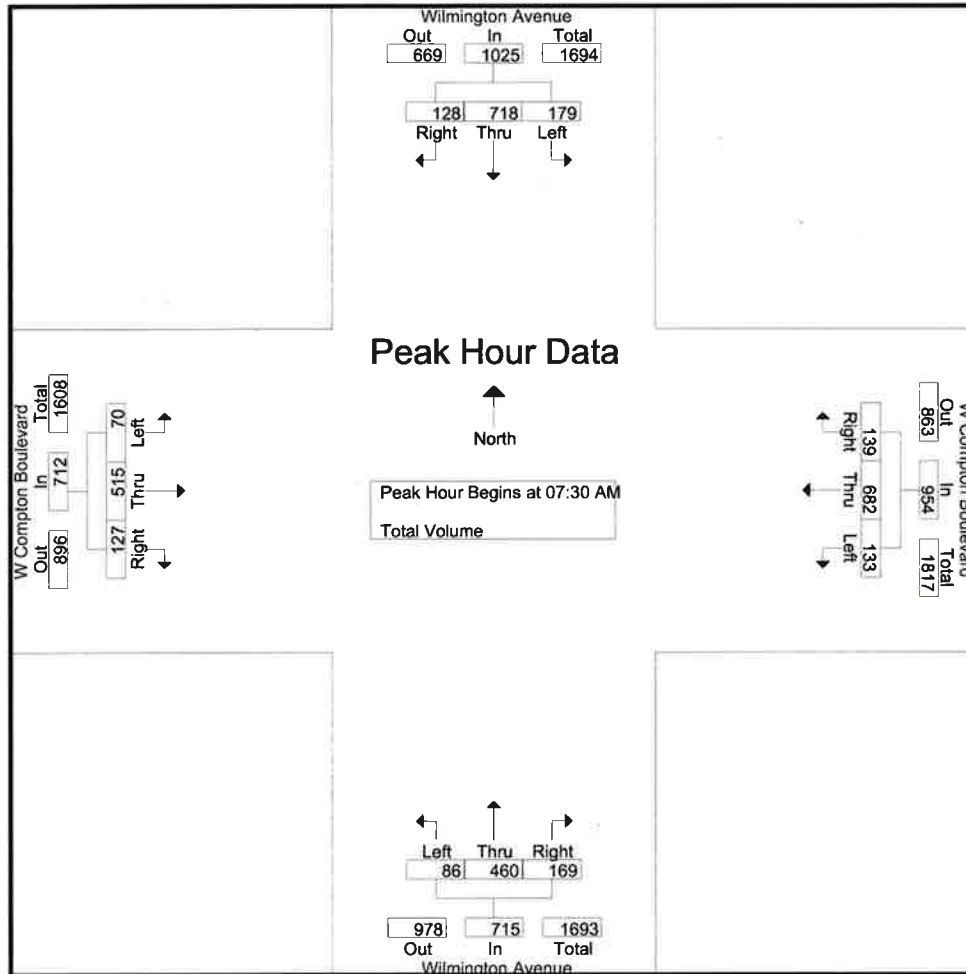 Wilmington Avenue
Out In Total
669 1025 1694
128 718 179
Right Thru Left
Peak Hour Data
North
Peak Hour Begins at 07:30 AM
Total Volume
W Compton Boulevard
Total In Out
1608 712 896
70 515 127
Left Thru Right
W Compton Boulevard
Out In Total
863 954 1817
139 682 133
Right Thru Left
Left Thru Right
86 460 169
978 715 1693
Out In Total
Wilmington Avenue